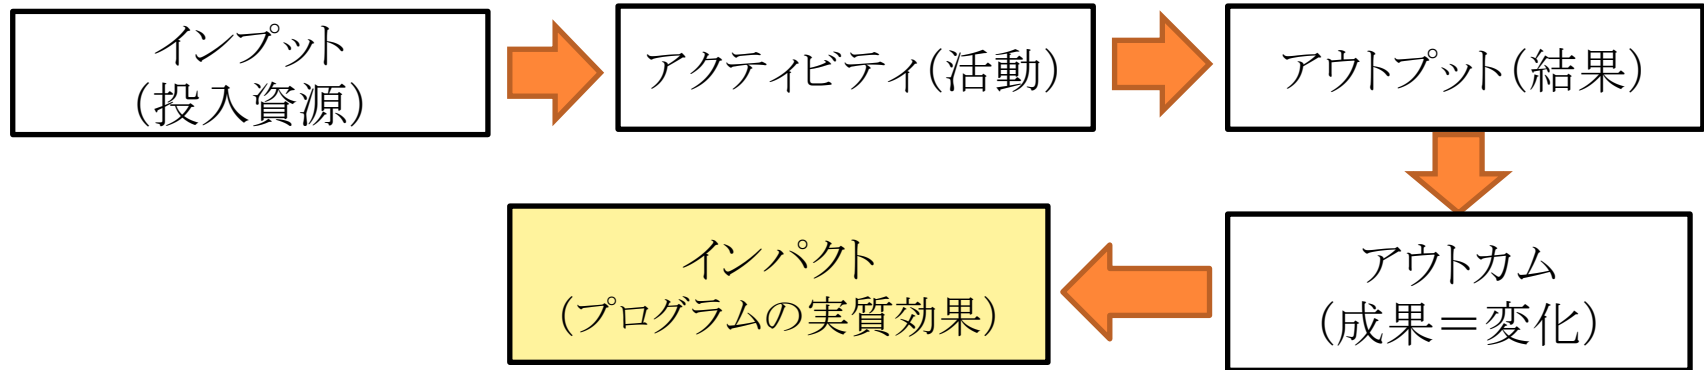 インプット
(投入資源)
アクティビティ(活動)
アウトプット(結果)
アウトカム
(成果＝変化)
インパクト
(プログラムの実質効果)